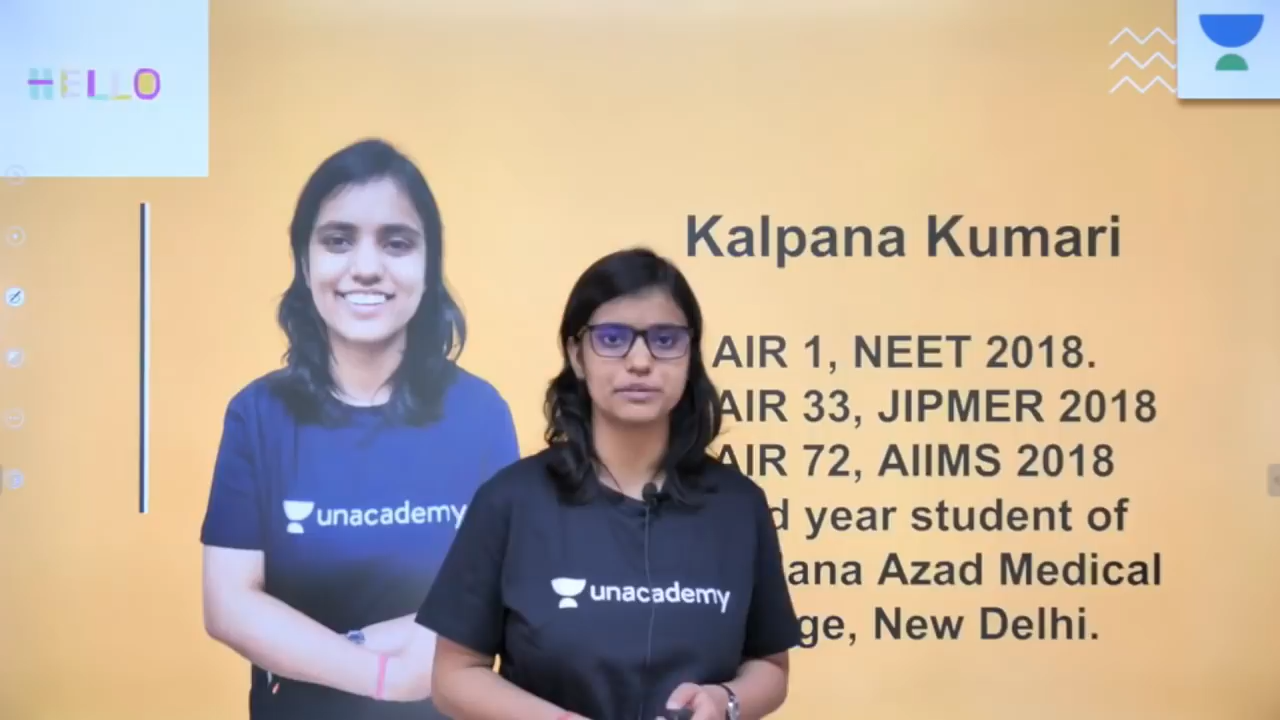 HELLO
Kalpana Kumari
AIR 1, NEET 2018.
AIR 33, JIPMER 2018
AIR 72, AIIMS 2018
year student of
Azad Medical
New Delhi.
unacademy
unacademy